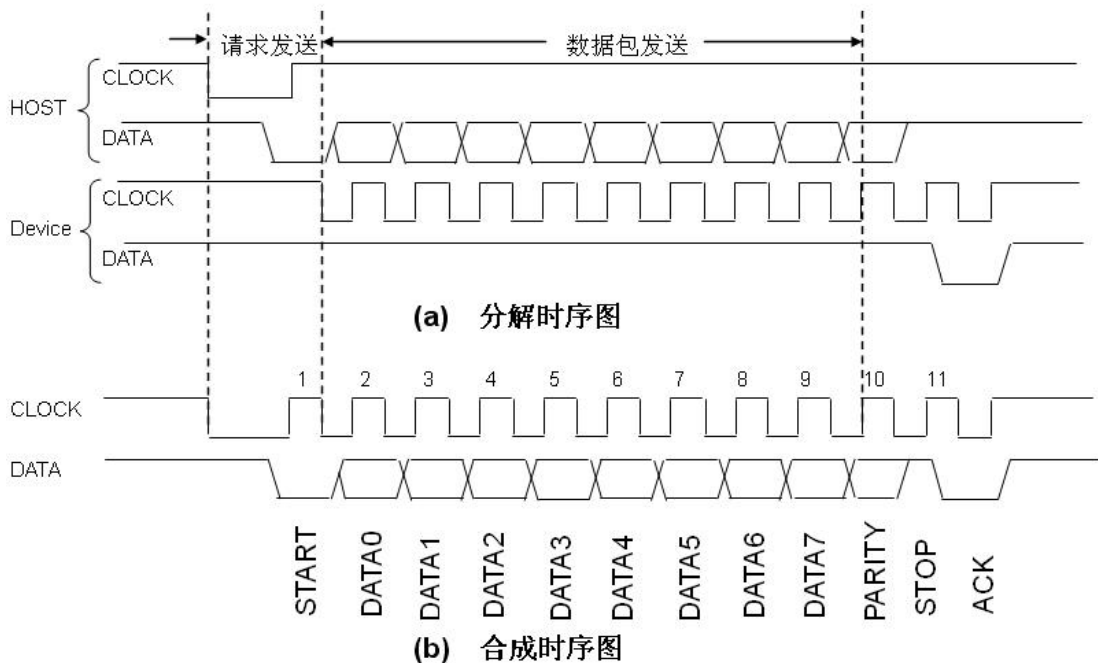 请求发送 数据包发送
CLOCK
HOST
DATA
CLOCK
Device
DATA
(a) 分解时序图
1 2 3 4 5 6 7 8 9 10 11
CLOCK
DATA
START DATA0 DATA1 DATA2 DATA3 DATA4 DATA5 DATA6 DATA7 PARITY STOP ACK
(b) 合成时序图